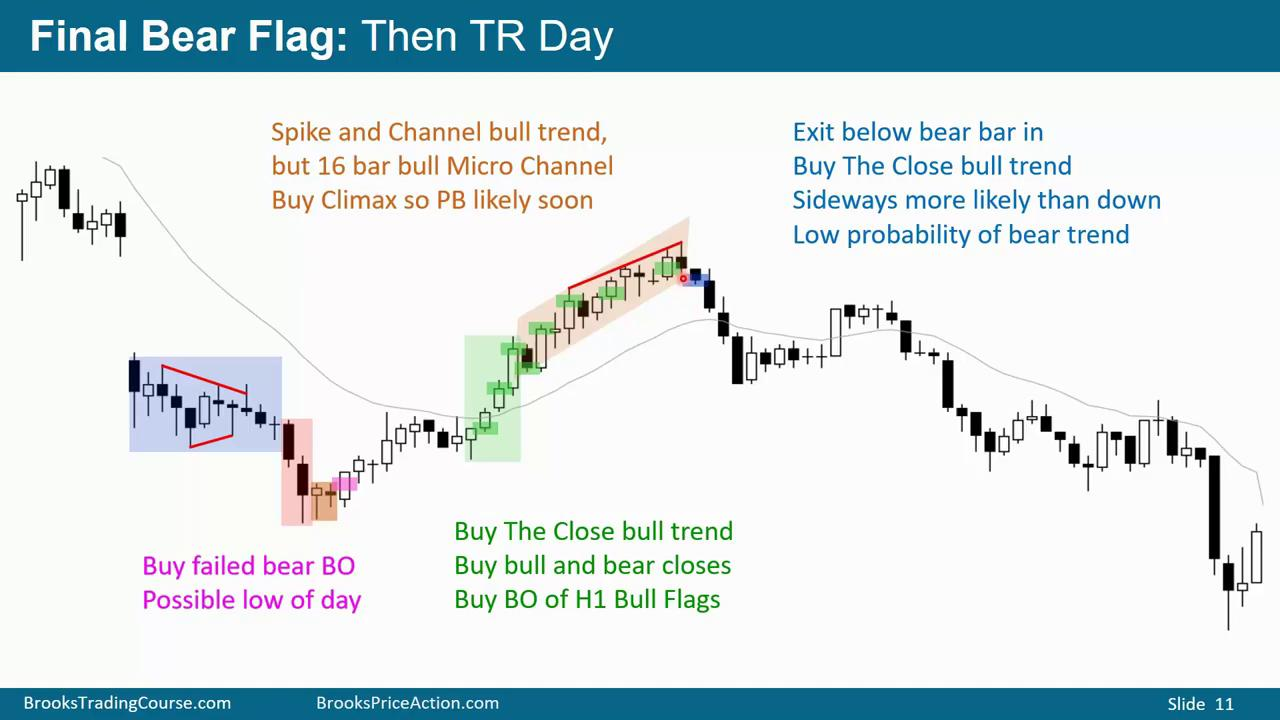 Final Bear Flag: Then TR Day
Spike and Channel bull trend,
but 16 bar bull Micro Channel
Buy Climax so PB likely soon
Exit below bear bar in
Buy The Close bull trend
Sideways more likely than down
Low probability of bear trend
Buy The Close bull trend
Buy bull and bear closes
Buy BO of H1 Bull Flags
Buy failed bear BO
Possible low of day
BrooksTradingCourse.com
BrooksPriceAction.com
Slide 11